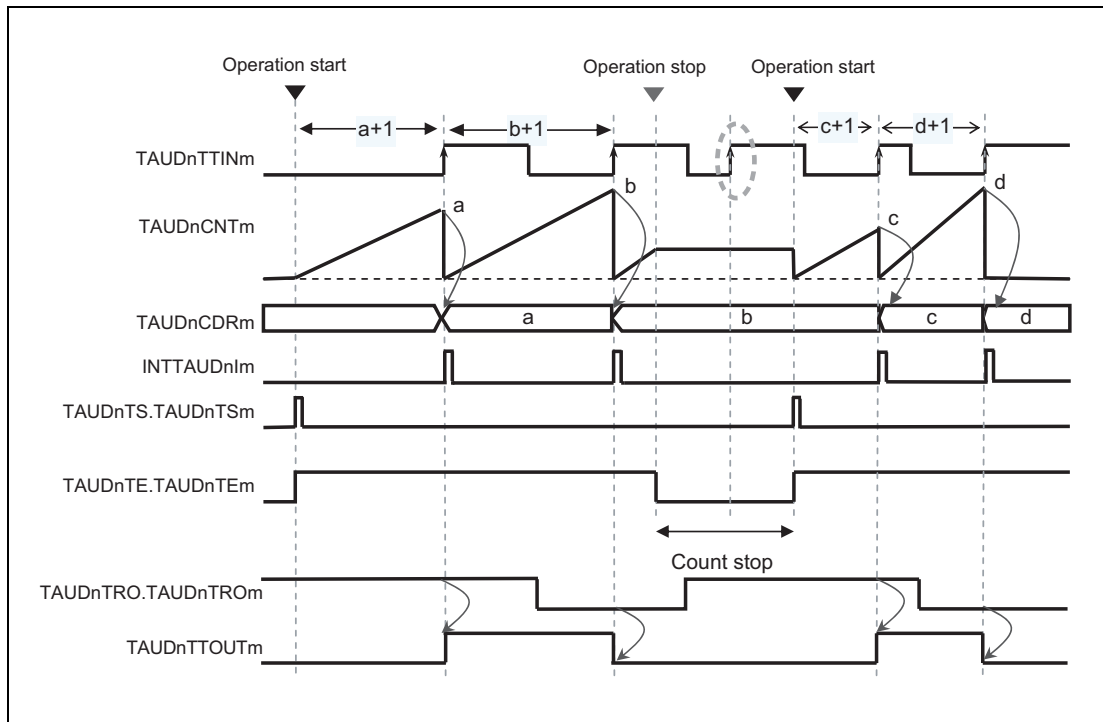 Operation start
Operation stop
Operation start
a+1
b+1
c+1
d+1
TAUDnTTINm
TAUDnCNTm
a
b
c
d
TAUDnCDRm
a
b
c
d
INTTAUDnIm
TAUDnTS.TAUDnTSm
TAUDnTE.TAUDnTEm
Count stop
TAUDnTRO.TAUDnTROm
TAUDnTTOUTm